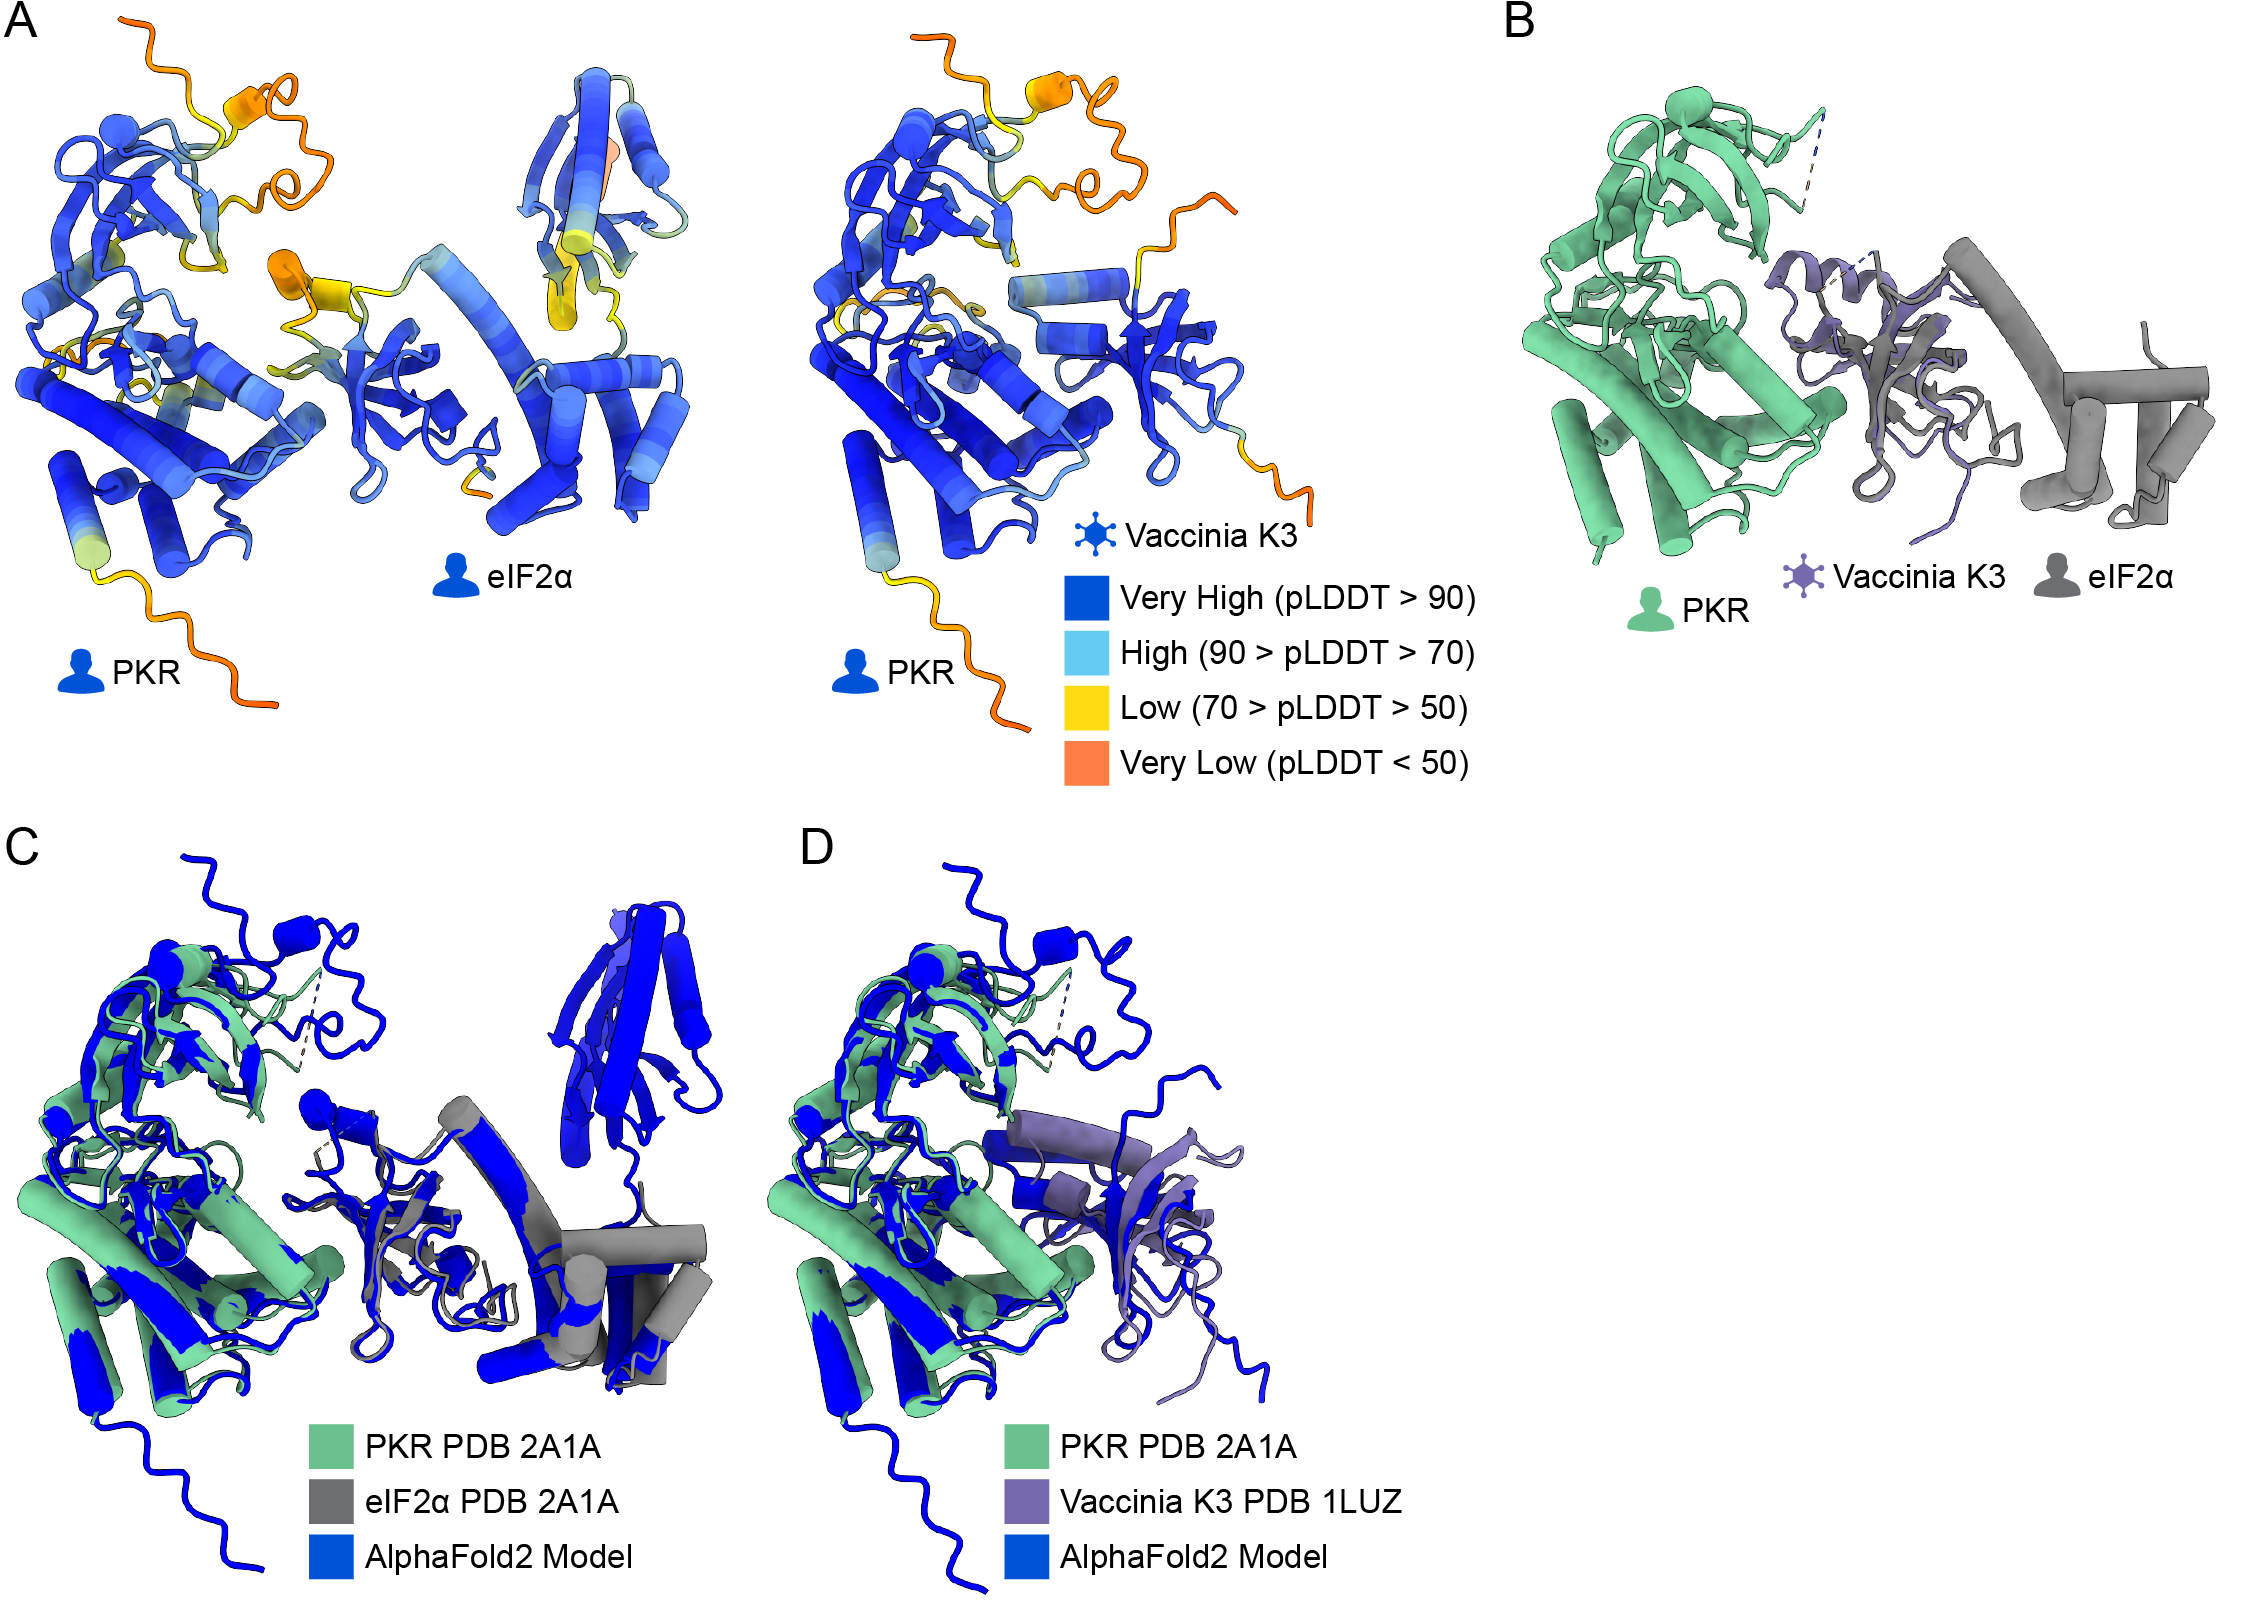 A
B
eIF2α
PKR
Vaccinia K3
PKR
Very High (pLDDT > 90)
High (90 > pLDDT > 70)
Low (70 > pLDDT > 50)
Very Low (pLDDT < 50)
Vaccinia K3
eIF2α
PKR
C
D
PKR PDB 2A1A
eIF2α PDB 2A1A
AlphaFold2 Model
PKR PDB 2A1A
Vaccinia K3 PDB 1LUZ
AlphaFold2 Model